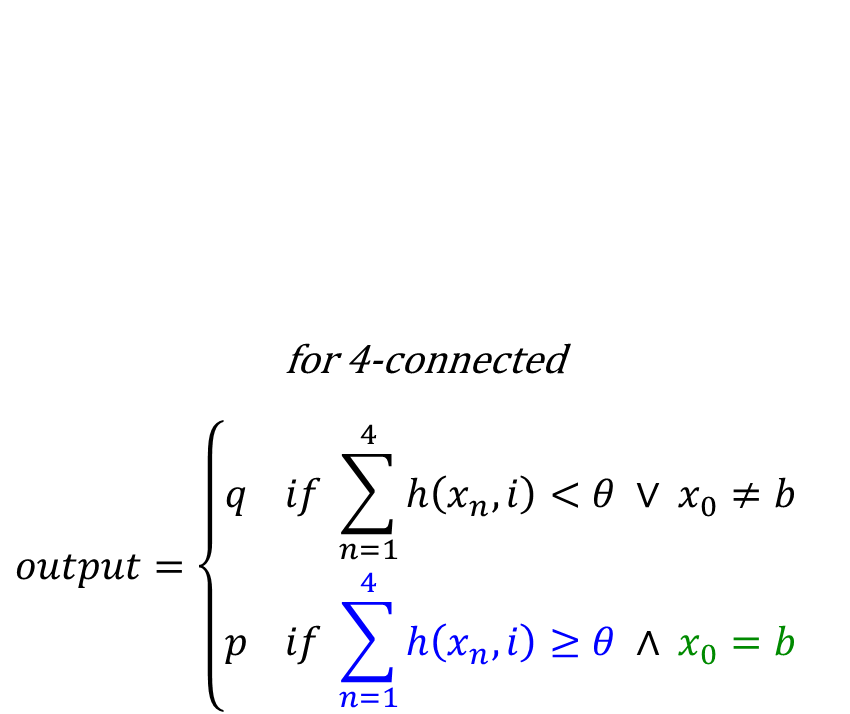 for 4-connected
q if ∑_{n=1}^{4} h(x_n, i) < θ ∨ x_0 ≠ b
output = {
p if ∑_{n=1}^{4} h(x_n, i) ≥ θ ∧ x_0 = b